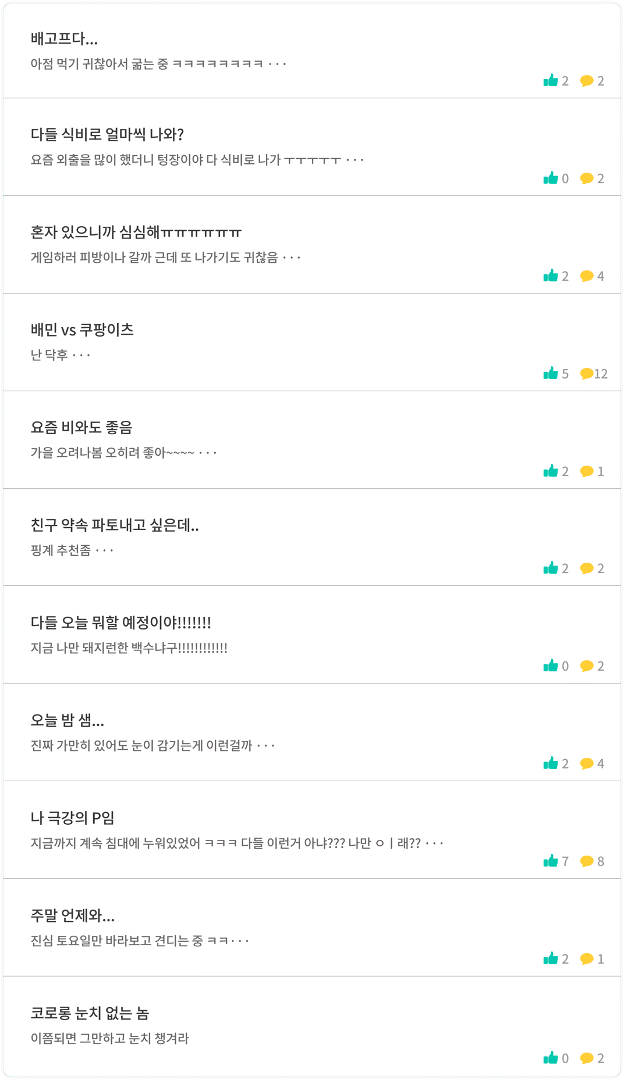 배고프다...
아점 먹기 귀찮아서 굶는 중 ㅋㅋㅋㅋㅋㅋㅋㅋ ···
2 2
다들 식비로 얼마씩 나와?
요즘 외출을 많이 했더니 텅장이야 다 식비로 나가 ㅜㅜㅜㅜㅜ ···
0 2
혼자 있으니까 심심해ㅠㅠㅠㅠㅠㅠ
게임하러 피방이나 갈까 근데 또 나가기도 귀찮음 ···
2 4
배민 vs 쿠팡이츠
난 닥후 ···
5 12
요즘 비와도 좋음
가을 오려나봄 오히려 좋아~~~~ ···
2 1
친구 약속 파토내고 싶은데..
핑계 추천좀 ···
2 2
다들 오늘 뭐할 예정이야!!!!!!!
지금 나만 돼지런한 백수냐구!!!!!!!!!!!!
0 2
오늘 밤 샘...
진짜 가만히 있어도 눈이 감기는게 이런걸까 ···
2 4
나 극강의 P임
지금까지 계속 침대에 누워있었어 ㅋㅋㅋ 다들 이런거 아냐??? 나만 ㅇㅣ래?? ···
7 8
주말 언제와...
진심 토요일만 바라보고 견디는 중 ㅋㅋ···
2 1
코로롱 눈치 없는 놈
이쯤되면 그만하고 눈치 챙겨라
0 2